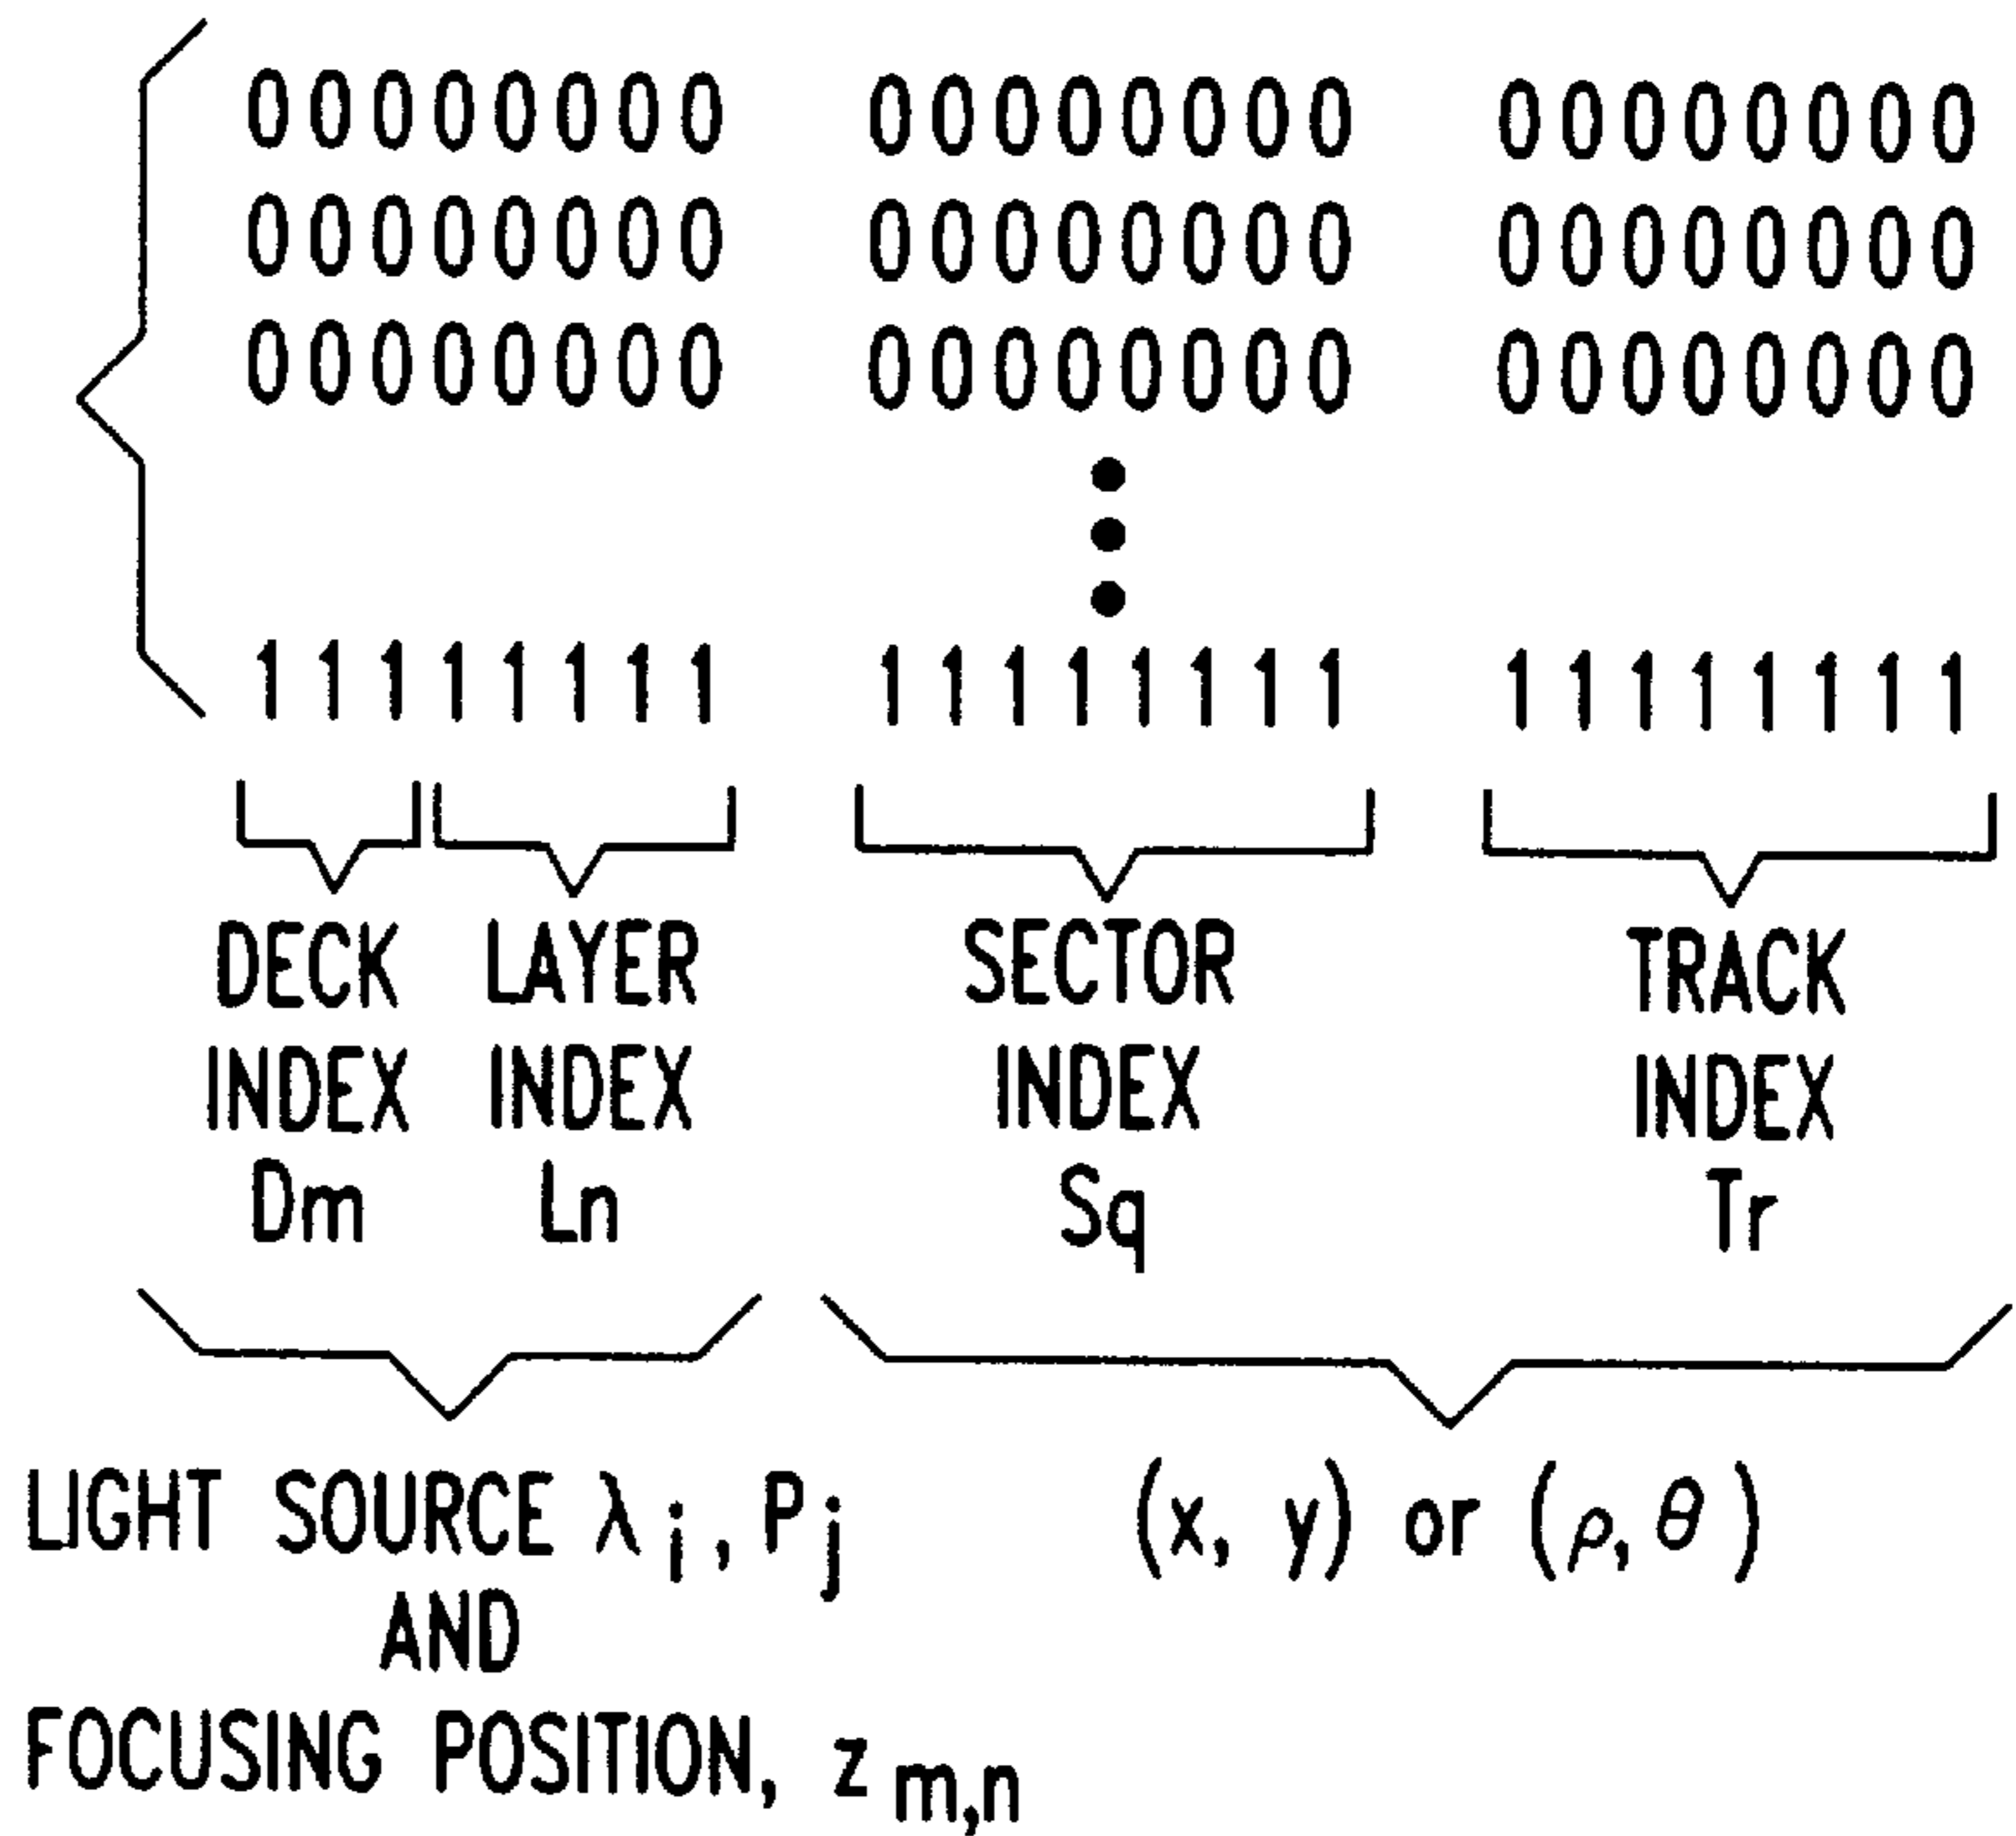 00000000 00000000 00000000
00000000 00000000 00000000
00000000 00000000 00000000
11111111 11111111 11111111
DECK LAYER SECTOR TRACK
INDEX INDEX INDEX INDEX
Dm Ln Sq Tr
LIGHT SOURCE λi, Pj (x, y) or (ρ, θ)
AND
FOCUSING POSITION, z m,n